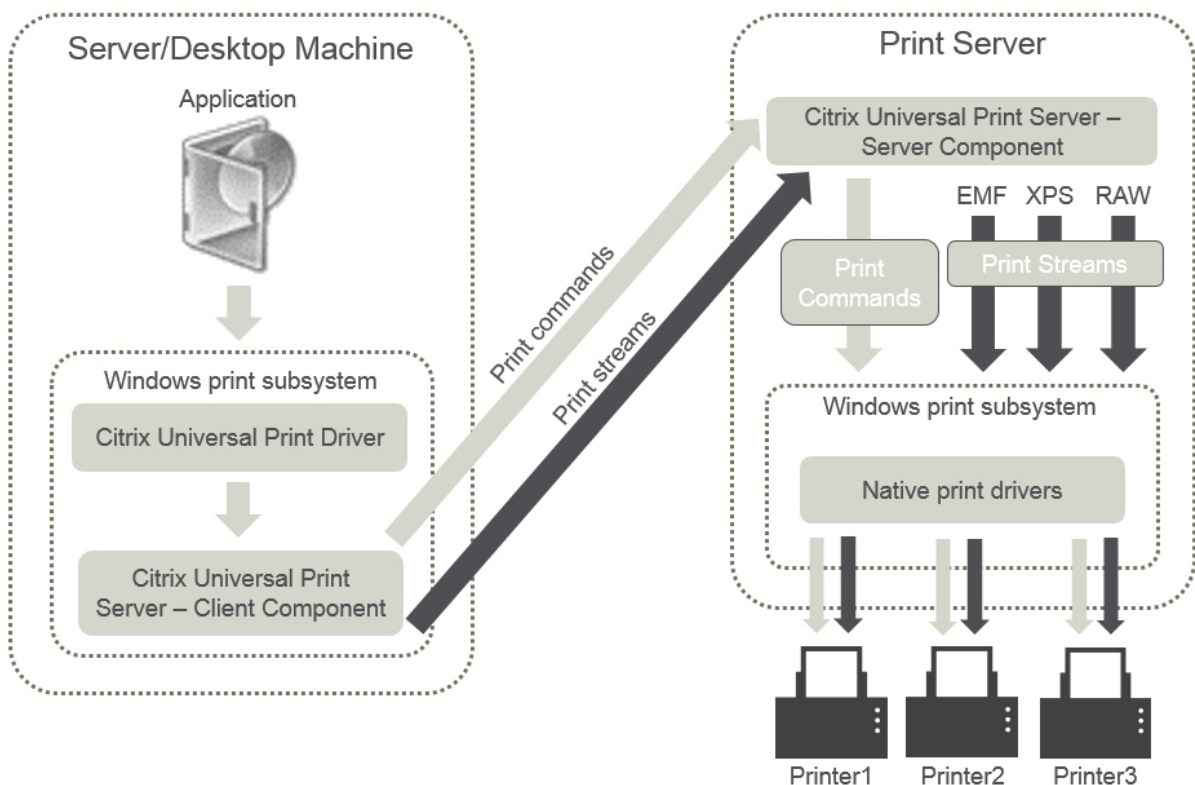 Server/Desktop Machine
Application
Windows print subsystem
Citrix Universal Print Driver
Citrix Universal Print
Server – Client Component
Print commands
Print streams
Print Server
Citrix Universal Print Server –
Server Component
EMF XPS RAW
Print
Commands
Print Streams
Windows print subsystem
Native print drivers
Printer1 Printer2 Printer3